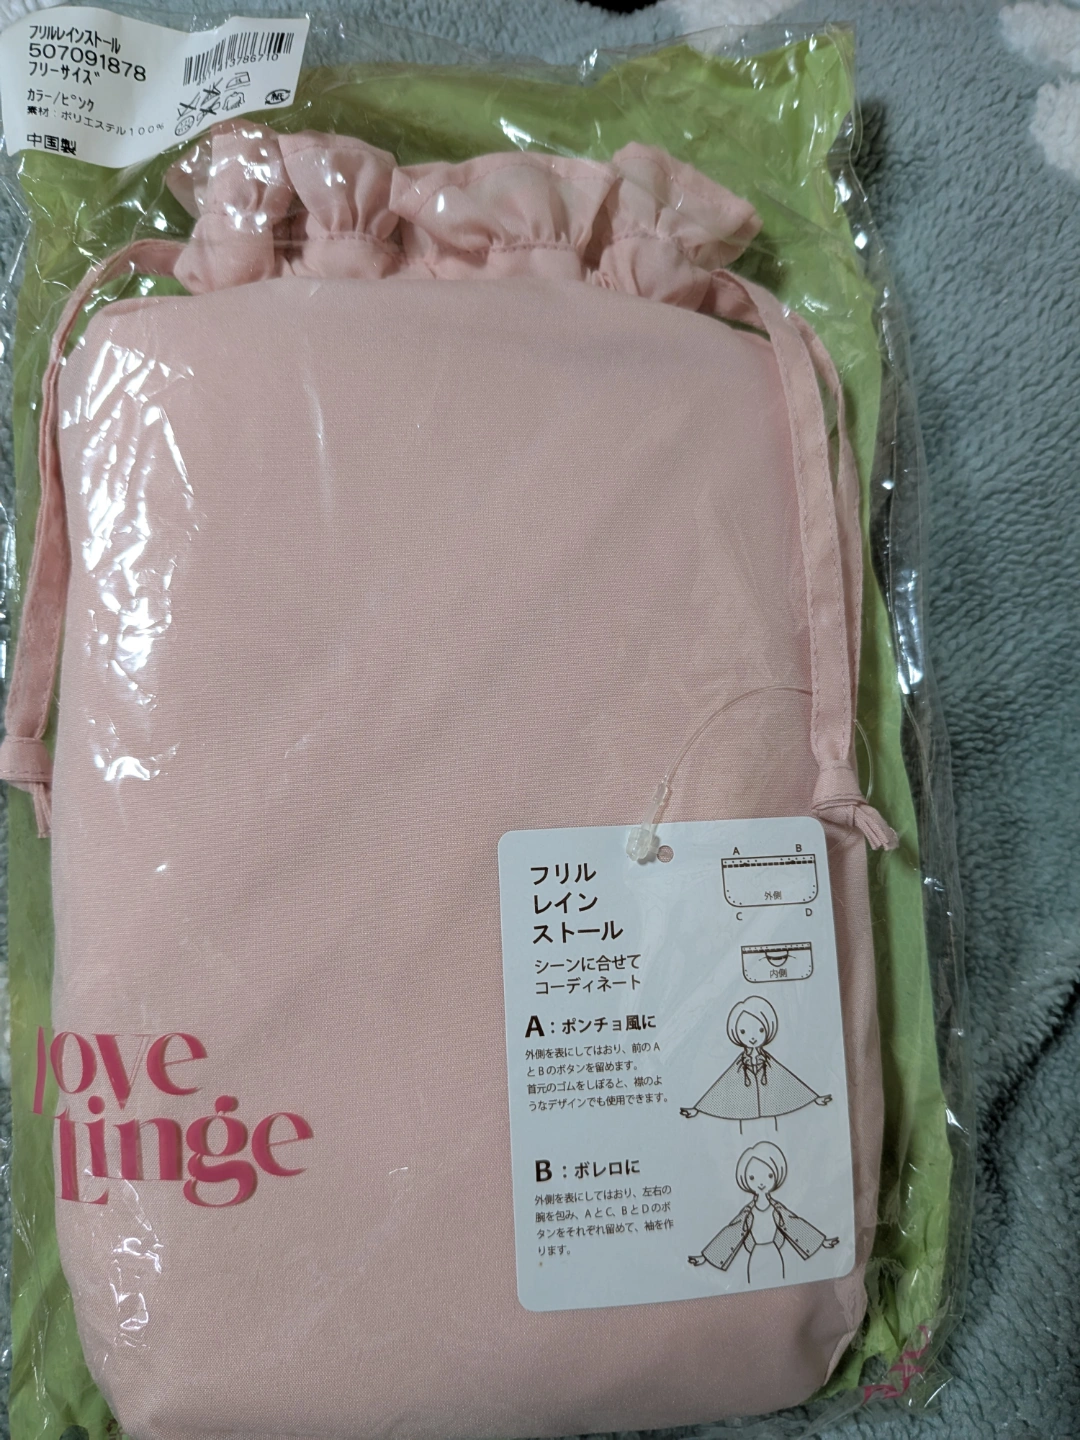 フリルレインストール
507091878
フリーサイズ
カラー/ピンク
素材:ポリエステル100%
中国製
love
Linge
フリル
レイン
ストール
シーンに合せて
コーディネート
A:ポンチョ風に
外側を表にしてはおり、前のA
とBのボタンを留めます。
首元のゴムをしぼると、襟のよ
うなデザインでも使用できます。
B:ボレロに
外側を表にしてはおり、左右の
腕を包み、AとC、BとDのボ
タンをそれぞれ留めて、袖を作
ります。
A B
外側
C D
内側